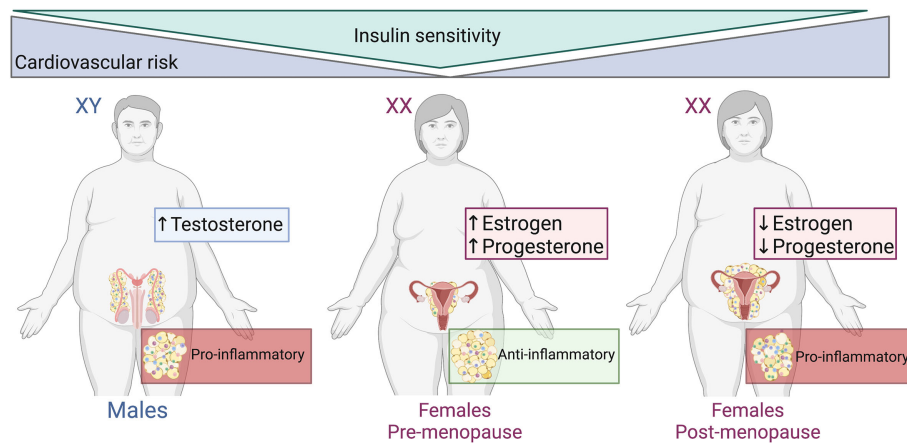 Insulin sensitivity
Cardiovascular risk
XY
XX
XX
↑ Testosterone
↑ Estrogen
↑ Progesterone
↓ Estrogen
↓ Progesterone
Pro-inflammatory
Anti-inflammatory
Pro-inflammatory
Males
Females
Pre-menopause
Females
Post-menopause